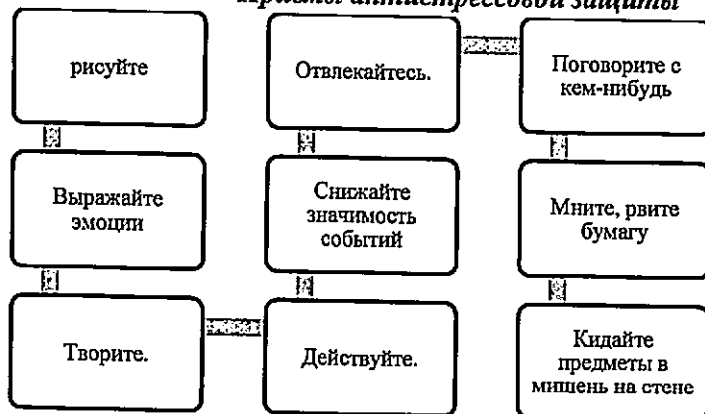 Приемы антистрессовой защиты
рисуйте
Выражайте
эмоции
Творите.
Действуйте.
Снижайте
значимость
событий
Отвлекайтесь.
Поговорите с
кем-нибудь
Мните, рвите
бумагу
Кидайте
предметы в
мишень на стене